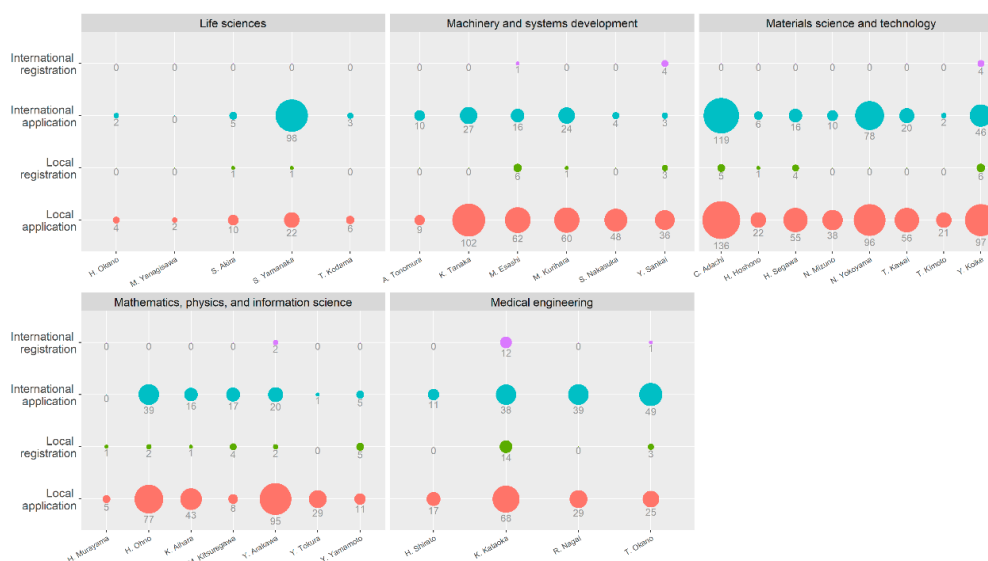 Life sciences
Machinery and systems development
Materials science and technology
International
registration
0 0 0 0 0
0 1 0 0 4
0 0 0 0 0 0 0 4
International
application
2 0 5 96 3
10 27 16 24 4 3
119 6 16 10 78 20 2 46
Local
registration
0 0 1 1 0
0 0 6 1 0 3
5 1 4 0 0 0 0 6
Local
application
4 2 10 22 6
9 102 62 60 48 36
136 22 55 38 96 56 21 97
H. Okano M. Yanagisawa S. Akira S. Yamanaka T. Kodama
A. Tonomura K. Tanaka M. Esashi M. Kurihara S. Nakasuka Y. Sankai
C. Adachi H. Hoshono H. Segawa N. Mizuno N. Yokoyama T. Kawai T. Kimoto Y. Koike
Mathematics, physics, and information science
Medical engineering
International
registration
0 0 0 0 2 0 0
0 12 0 1
International
application
0 39 16 17 20 1 5
11 38 39 49
Local
registration
1 2 1 4 2 0 5
0 14 0 3
Local
application
5 77 43 8 95 29 11
17 68 29 25
H. Murayama H. Ohno K. Aihara M. Kitsuregawa Y. Arakawa Y. Tokura Y. Yamamoto
H. Shirato K. Kataoka R. Nagai T. Okano